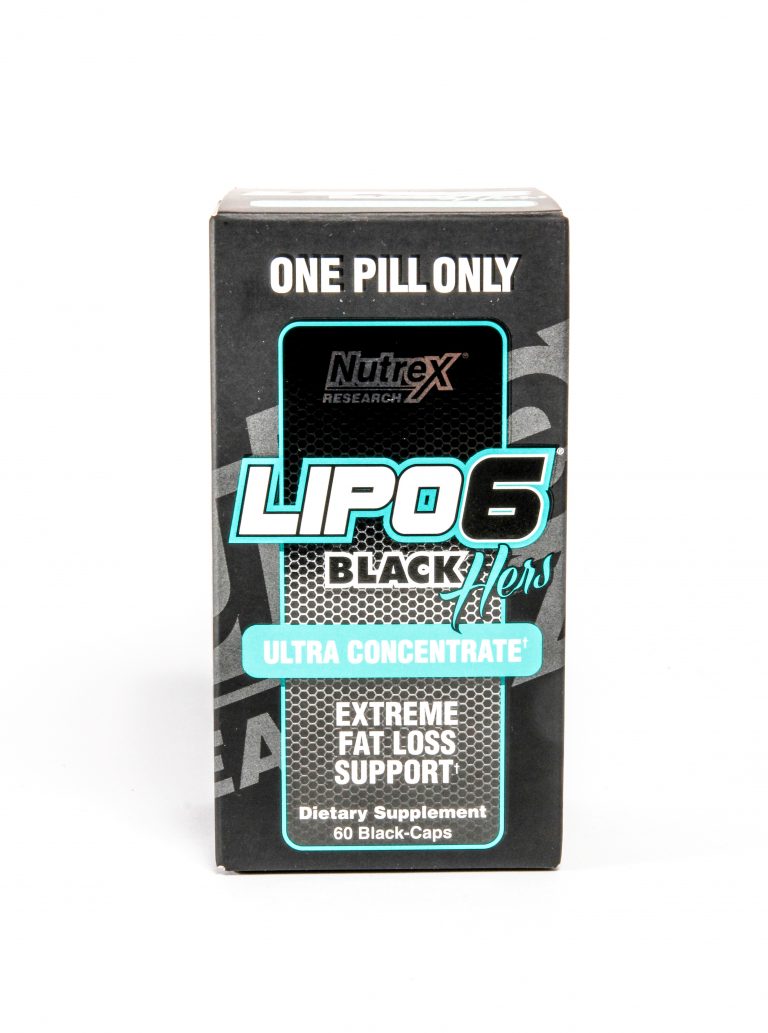 ONE PILL ONLY
Nutrex®
RESEARCH
LIPO6®
BLACK Hers
ULTRA CONCENTRATE†
EXTREME
FAT LOSS
SUPPORT†
Dietary Supplement
60 Black-Caps